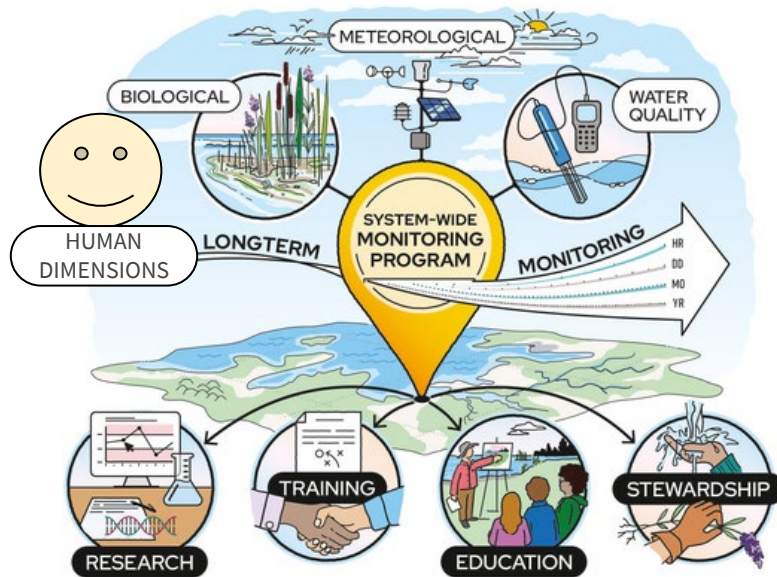 METEOROLOGICAL
BIOLOGICAL
WATER
QUALITY
HUMAN
DIMENSIONS
LONGTERM
SYSTEM-WIDE
MONITORING
PROGRAM
MONITORING
HR
DD
MO
YR
RESEARCH
TRAINING
EDUCATION
STEWARDSHIP